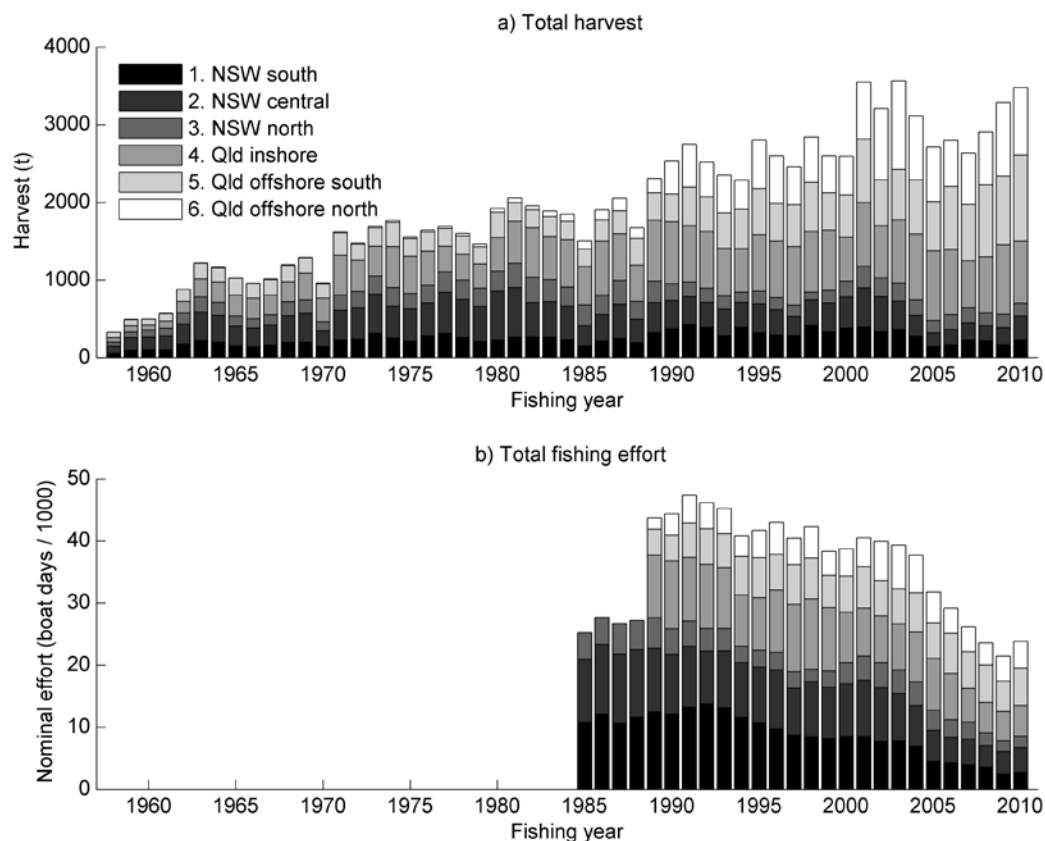 a) Total harvest
4000
3000
2000
1000
0
Harvest (t)
1. NSW south
2. NSW central
3. NSW north
4. Qld inshore
5. Qld offshore south
6. Qld offshore north
1960 1965 1970 1975 1980 1985 1990 1995 2000 2005 2010
Fishing year
b) Total fishing effort
50
40
30
20
10
0
Nominal effort (boat days / 1000)
1960 1965 1970 1975 1980 1985 1990 1995 2000 2005 2010
Fishing year